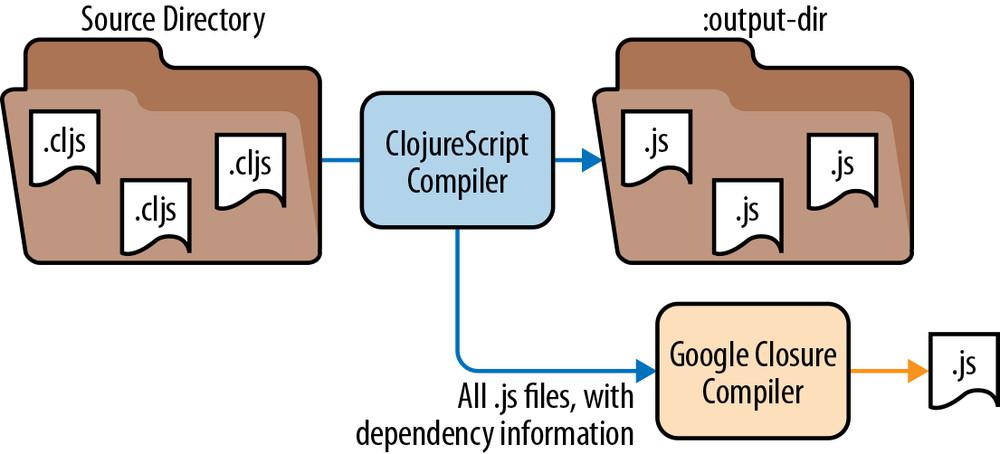 Source Directory
:output-dir
.cljs
.cljs
.cljs
ClojureScript
Compiler
.js
.js
.js
All .js files, with
dependency information
Google Closure
Compiler
.js